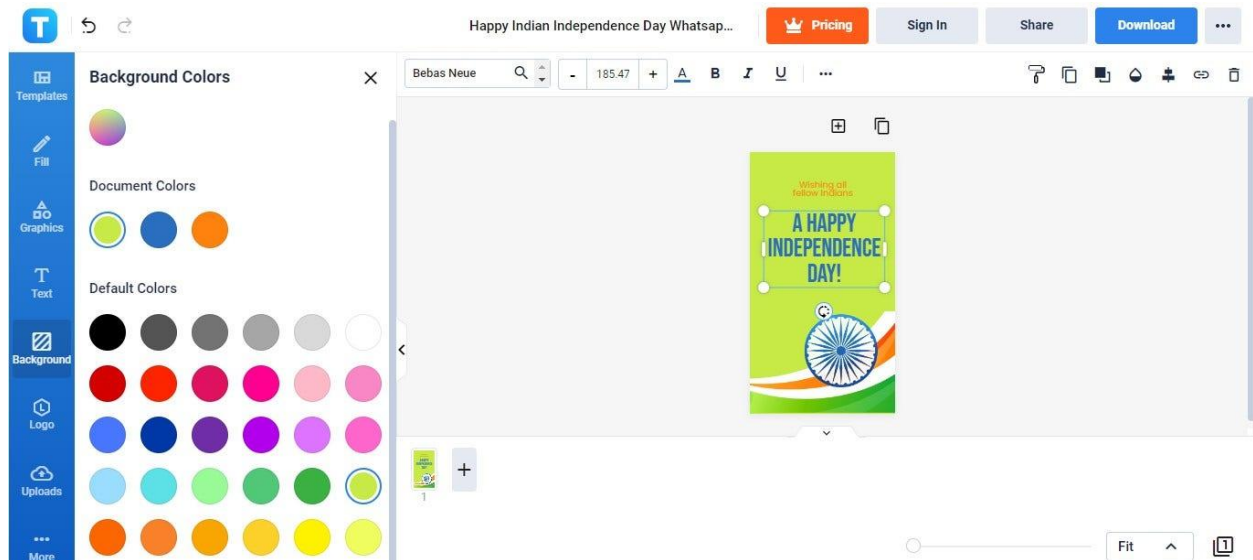 T
Happy Indian Independence Day Whatsap...
Pricing
Sign In
Share
Download
Templates
Fill
Graphics
Text
Background
Logo
Uploads
More
Background Colors
Document Colors
Default Colors
Bebas Neue
- 185.47 +
A B I U
Wishing all
fellow Indians
A HAPPY
INDEPENDENCE
DAY!
1
Fit
1